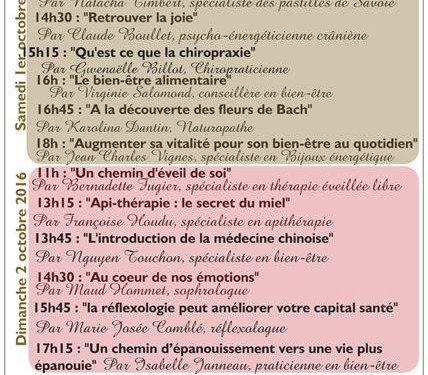 Par Natacha Timbert, spécialiste des pastilles de Savoie
14h30 : "Retrouver la joie"
Par Claude Boullet, psycho-énergéticienne crâniène
15h15 : "Qu'est ce que la chiropraxie"
Par Gwenaëlle Billot, Chiropraticienne
16h : "Le bien-être alimentaire"
Par Virginie Solomond, conseillère en bien-être
16h45 : "A la découverte des fleurs de Bach"
Par Karolina Dantin, Naturopathe
18h : "Augmenter sa vitalité pour son bien-être au quotidien"
Par Jean Charles Vignes, spécialiste en Bijoux énergétique
Samedi 1er octobre
11h : "Un chemin d'éveil de soi"
Par Bernadette Fugier, spécialiste en thérapie éveillée libre
13h15 : "Api-thérapie : le secret du miel"
Par Françoise Houdu, spécialiste en apithérapie
13h45 : "L'introduction de la médecine chinoise"
Par Nguyen Touchon, spécialiste en bien-être
14h30 : "Au coeur de nos émotions"
Par Maud Hommet, sophrologue
15h45 : "la réflexologie peut améliorer votre capital santé"
Par Marie Josée Comblé, réflexologue
17h15 : "Un chemin d'épanouissement vers une vie plus
épanouie" Par Isabelle Janneau, praticienne en bien-être
Dimanche 2 octobre 2016